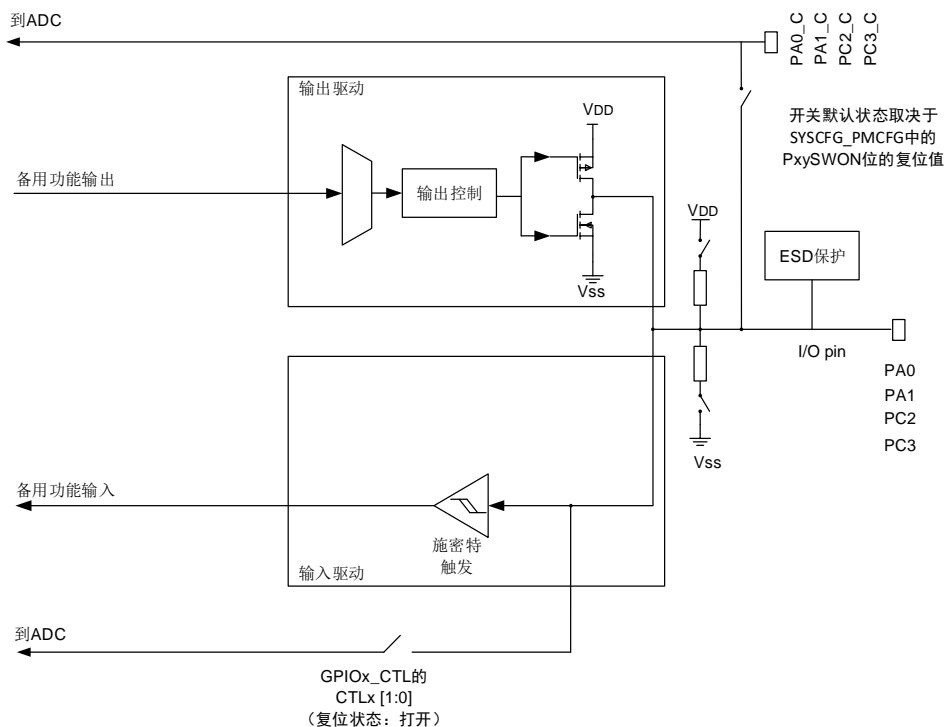 到ADC
PA0_C
PA1_C
PC2_C
PC3_C
输出驱动
VDD
开关默认状态取决于
SYSCFG_PMCFG中的
PxySWON位的复位值
备用功能输出
输出控制
VDD
ESD保护
Vss
I/O pin
PA0
PA1
PC2
PC3
Vss
备用功能输入
施密特
触发
输入驱动
到ADC
GPIOx_CTL的
CTLx [1:0]
（复位状态：打开）